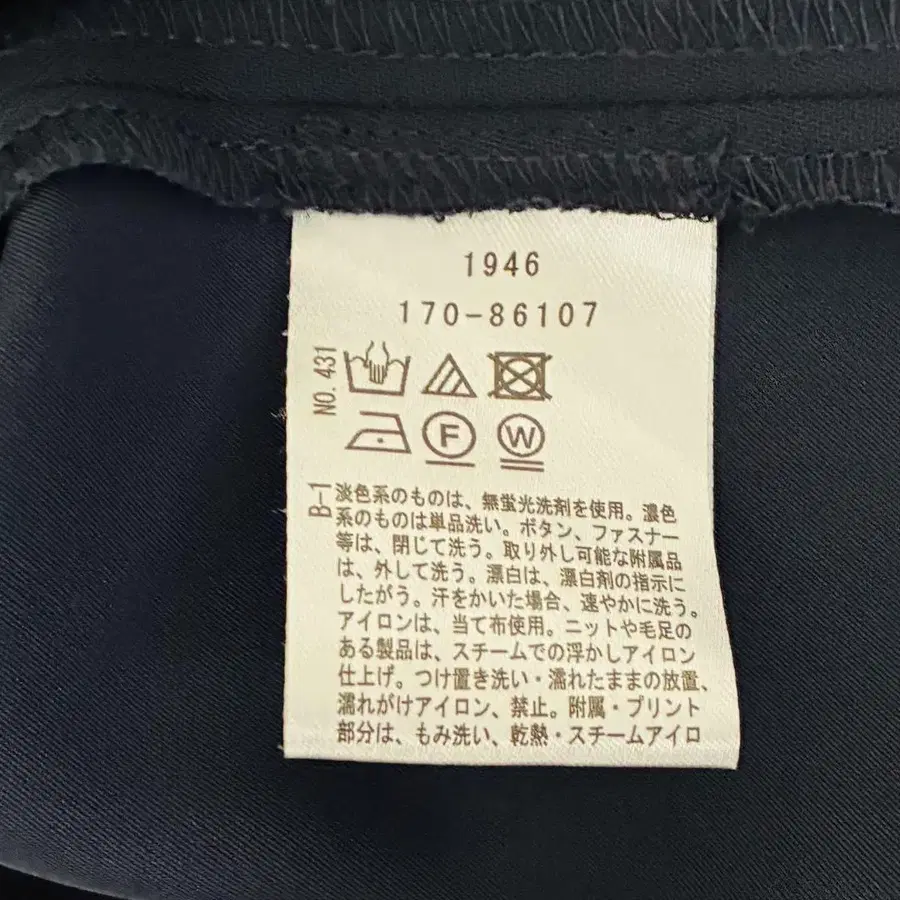 1946
170-86107
NO. 431
F
W
B-1
淡色系のものは、無蛍光洗剤を使用。濃色
系のものは単品洗い。ボタン、ファスナー
等は、閉じて洗う。取り外し可能な附属品
は、外して洗う。漂白は、漂白剤の指示に
したがう。汗をかいた場合、速やかに洗う。
アイロンは、当て布使用。ニットや毛足の
ある製品は、スチームでの浮かしアイロン
仕上げ。つけ置き洗い・濡れたままの放置、
濡れがけアイロン、禁止。附属・プリント
部分は、もみ洗い、乾熱・スチームアイロ